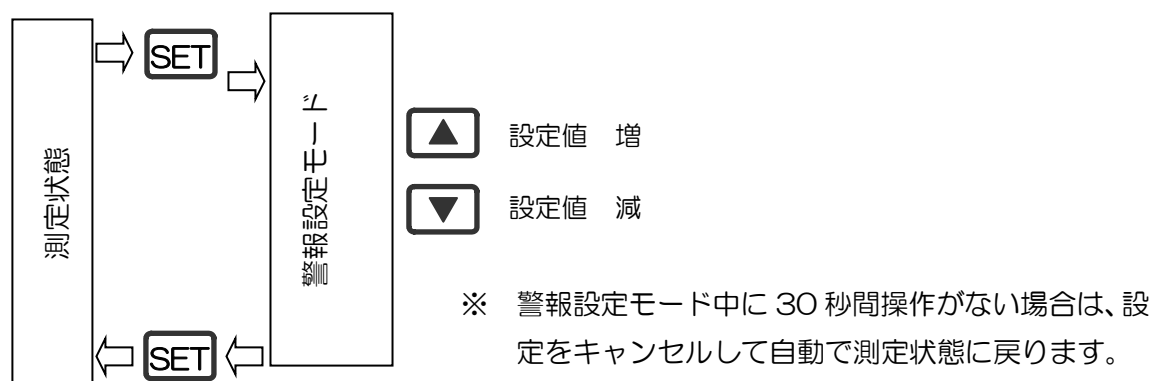 SET
測定状態
警報設定モード
▲ 設定値 増
▼ 設定値 減
※ 警報設定モード中に 30 秒間操作がない場合は、設
定をキャンセルして自動で測定状態に戻ります。
SET